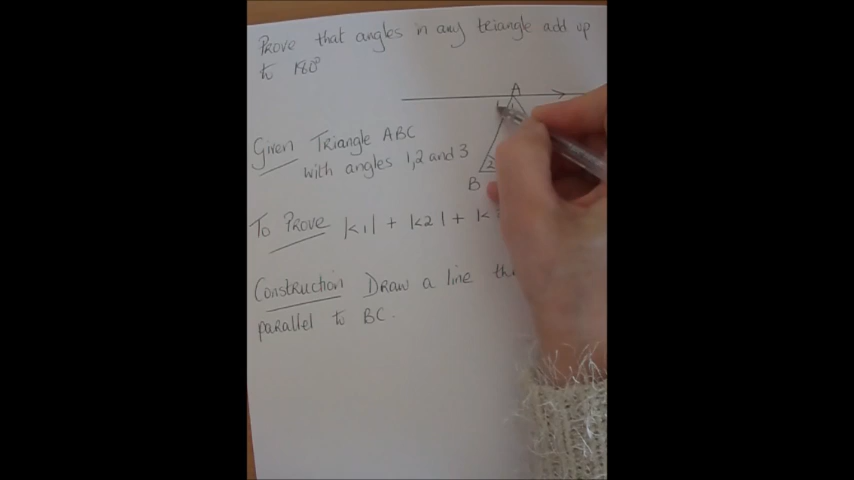 Prove that angles in any triangle add up
to 180°
A
Given Triangle ABC
with angles 1,2 and 3
2
B
To Prove |<1| + |<2| + |<
Construction Draw a line
parallel to BC.